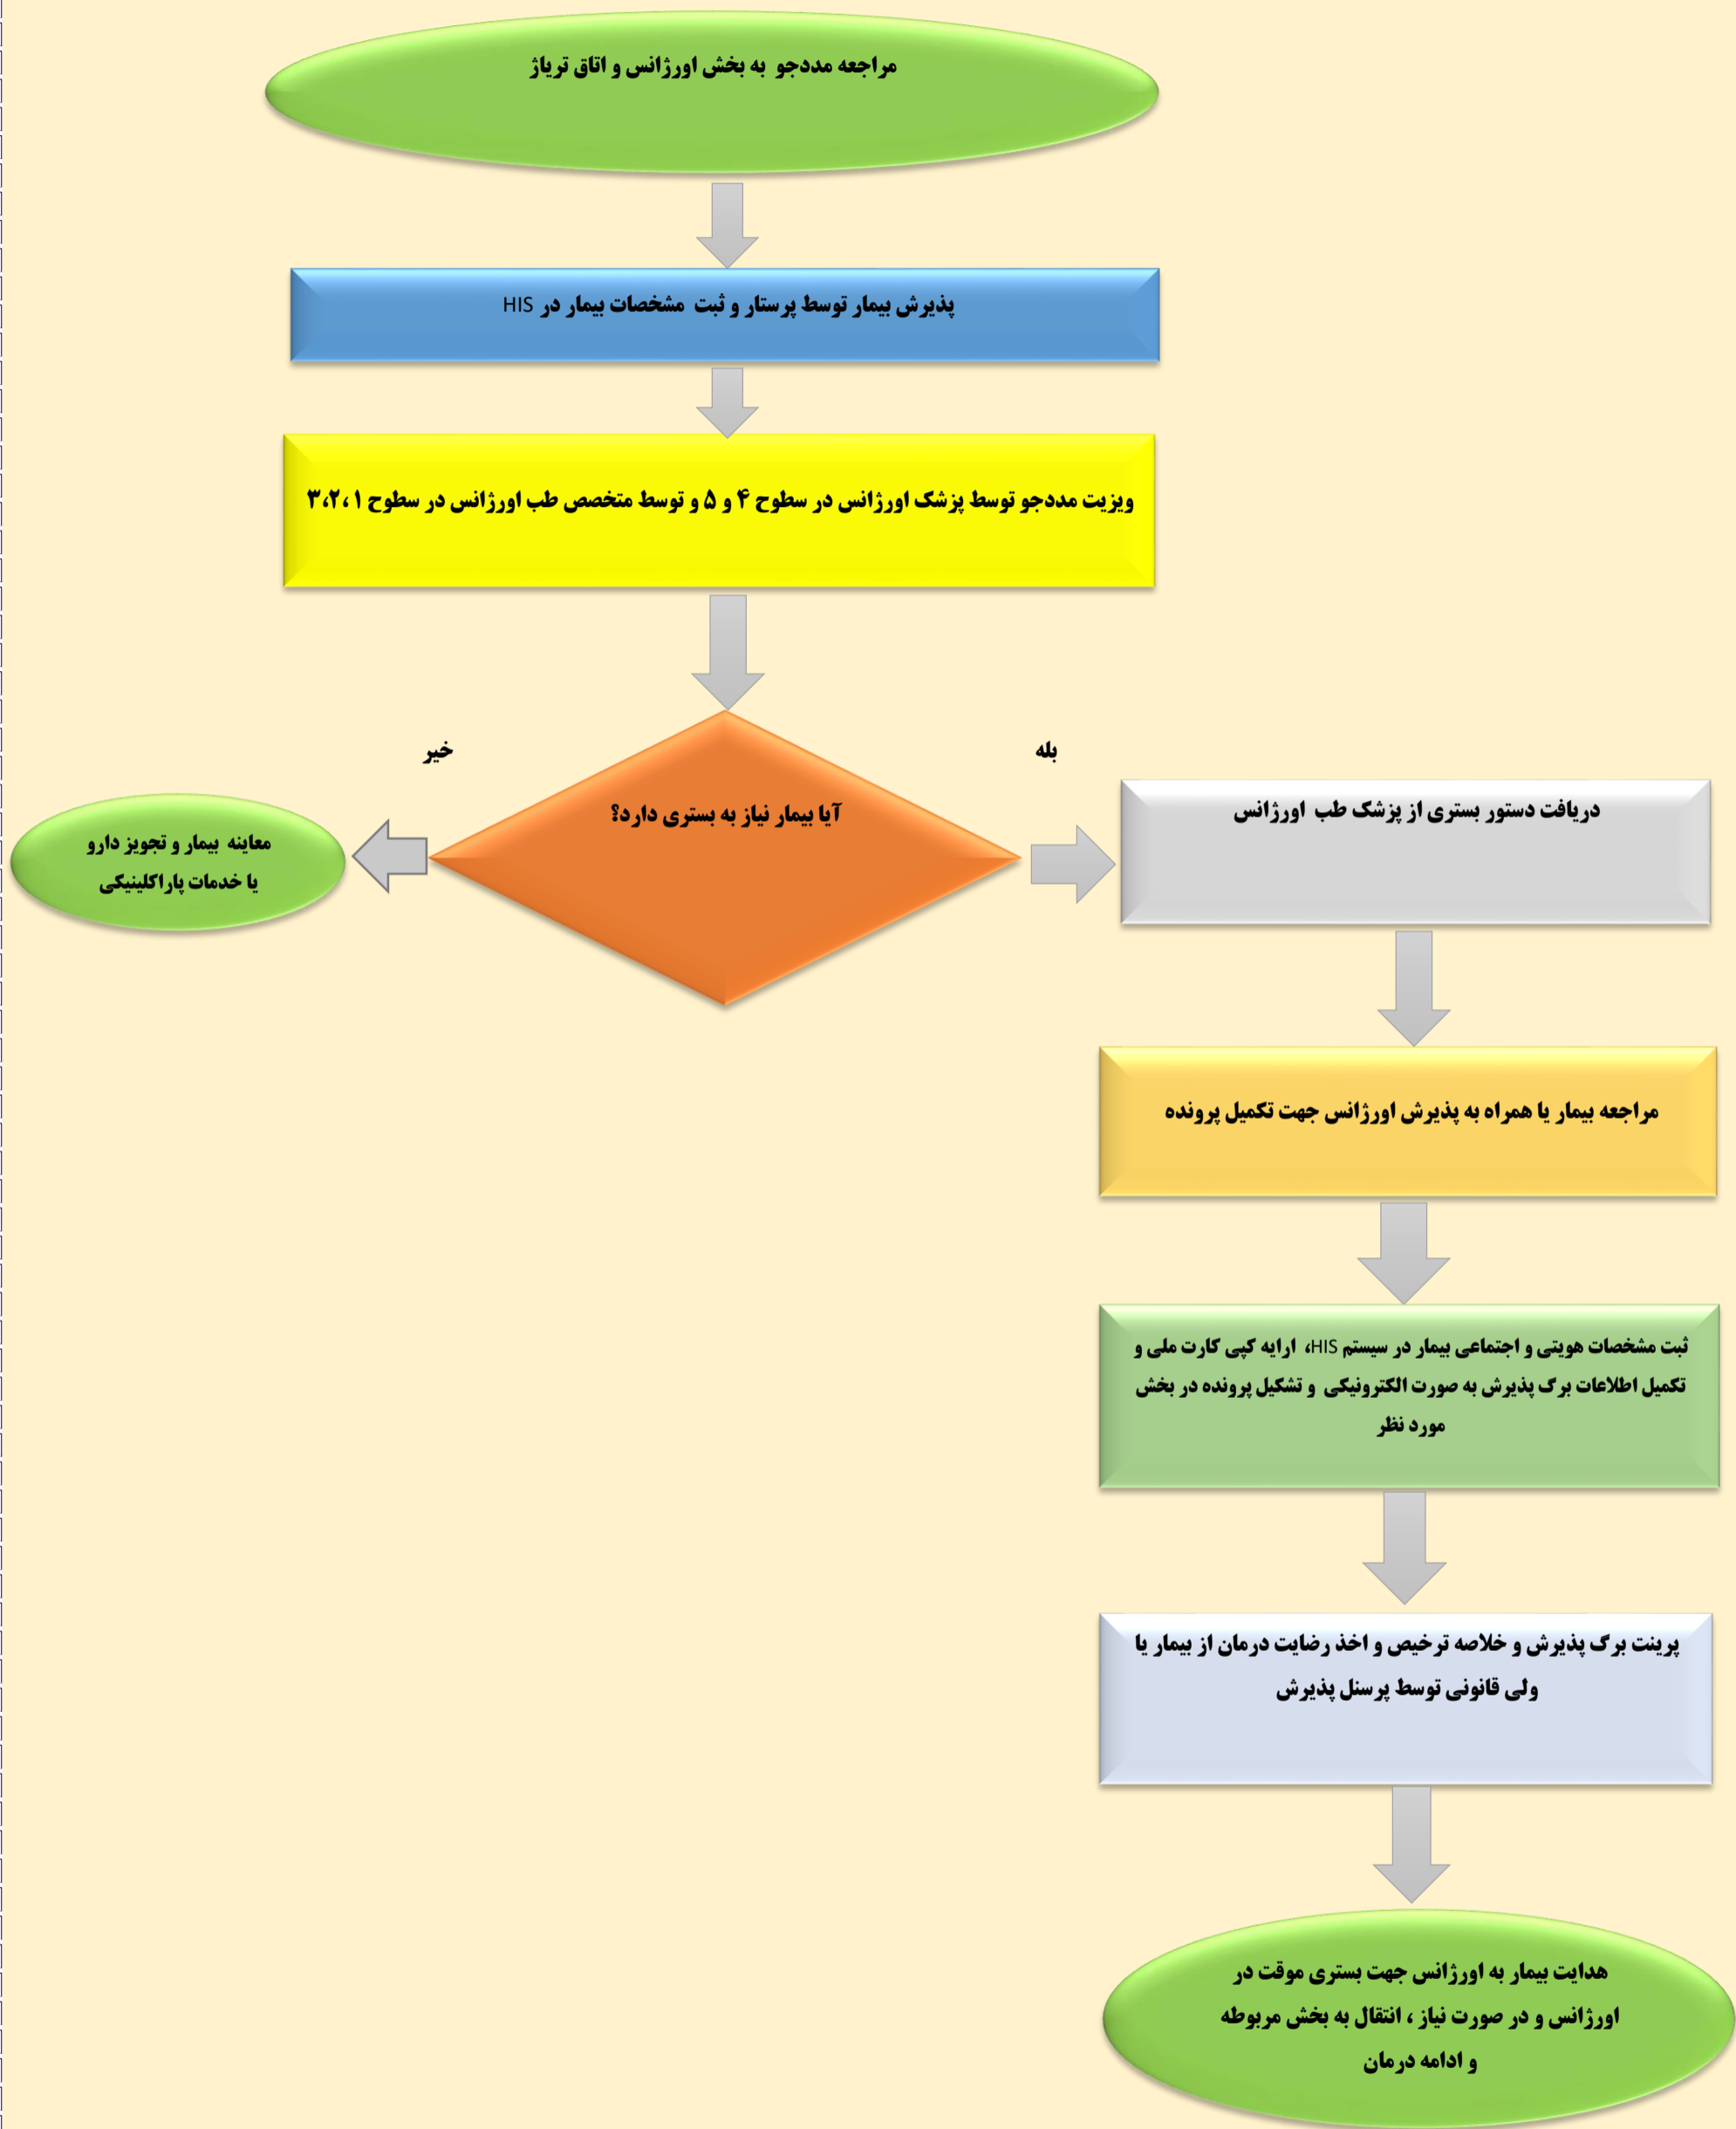 مراجعه مددجو به بخش اورژانس و اتاق تریاژ
پذیرش بیمار توسط پرستار و ثبت مشخصات بیمار در HIS
ویزیت مددجو توسط پزشک اورژانس در سطوح ۴ و ۵ و توسط متخصص طب اورژانس در سطوح ۱ ،۳،۲
آیا بیمار نیاز به بستری دارد؟
خیر
معاینه بیمار و تجویز دارو
یا خدمات پاراکلینیکی
بله
دریافت دستور بستری از پزشک طب اورژانس
مراجعه بیمار یا همراه به پذیرش اورژانس جهت تکمیل پرونده
ثبت مشخصات هویتی و اجتماعی بیمار در سیستم HIS، ارایه کپی کارت ملی و
تکمیل اطلاعات برگ پذیرش به صورت الکترونیکی و تشکیل پرونده در بخش
مورد نظر
پرینت برگ پذیرش و خلاصه ترخیص و اخذ رضایت درمان از بیمار یا
ولی قانونی توسط پرسنل پذیرش
هدایت بیمار به اورژانس جهت بستری موقت در
اورژانس و در صورت نیاز ، انتقال به بخش مربوطه
و ادامه درمان